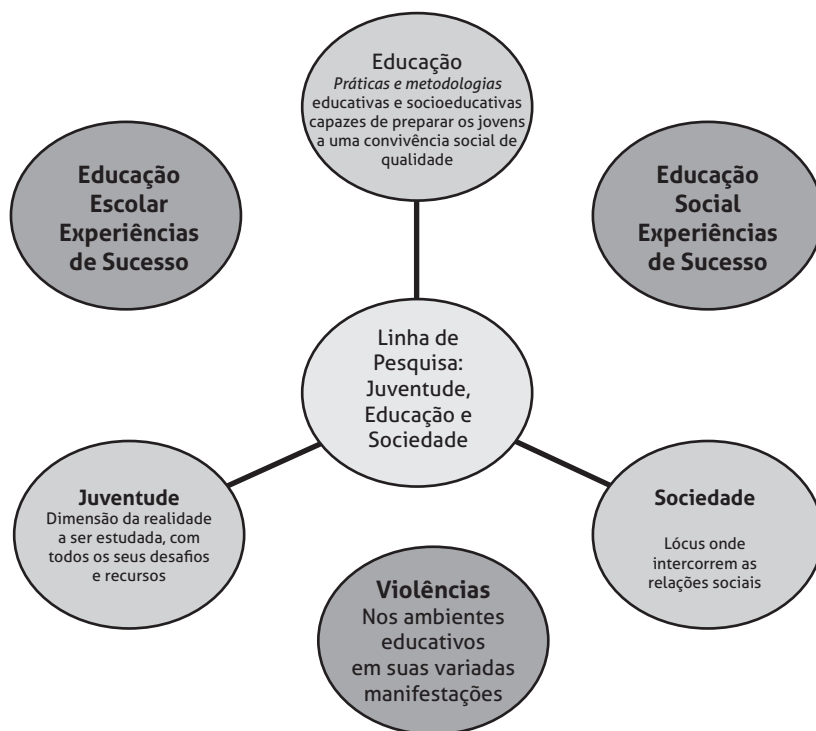 Educação
Práticas e metodologias
educativas e socioeducativas
capazes de preparar os jovens
a uma convivência social de
qualidade
Educação
Escolar
Experiências
de Sucesso
Educação
Social
Experiências
de Sucesso
Linha de
Pesquisa:
Juventude,
Educação e
Sociedade
Juventude
Dimensão da realidade
a ser estudada, com
todos os seus desafios
e recursos
Sociedade
Lócus onde
intercorrem as
relações sociais
Violências
Nos ambientes
educativos
em suas variadas
manifestações